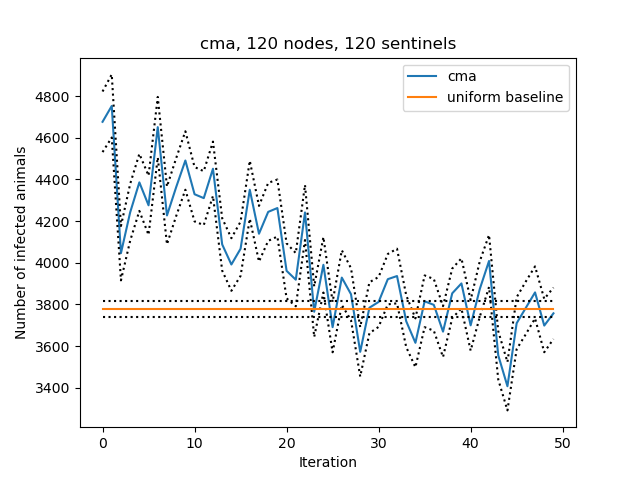 cma, 120 nodes, 120 sentinels
cma
uniform baseline
Number of infected animals
4800
4600
4400
4200
4000
3800
3600
3400
0 10 20 30 40 50
Iteration